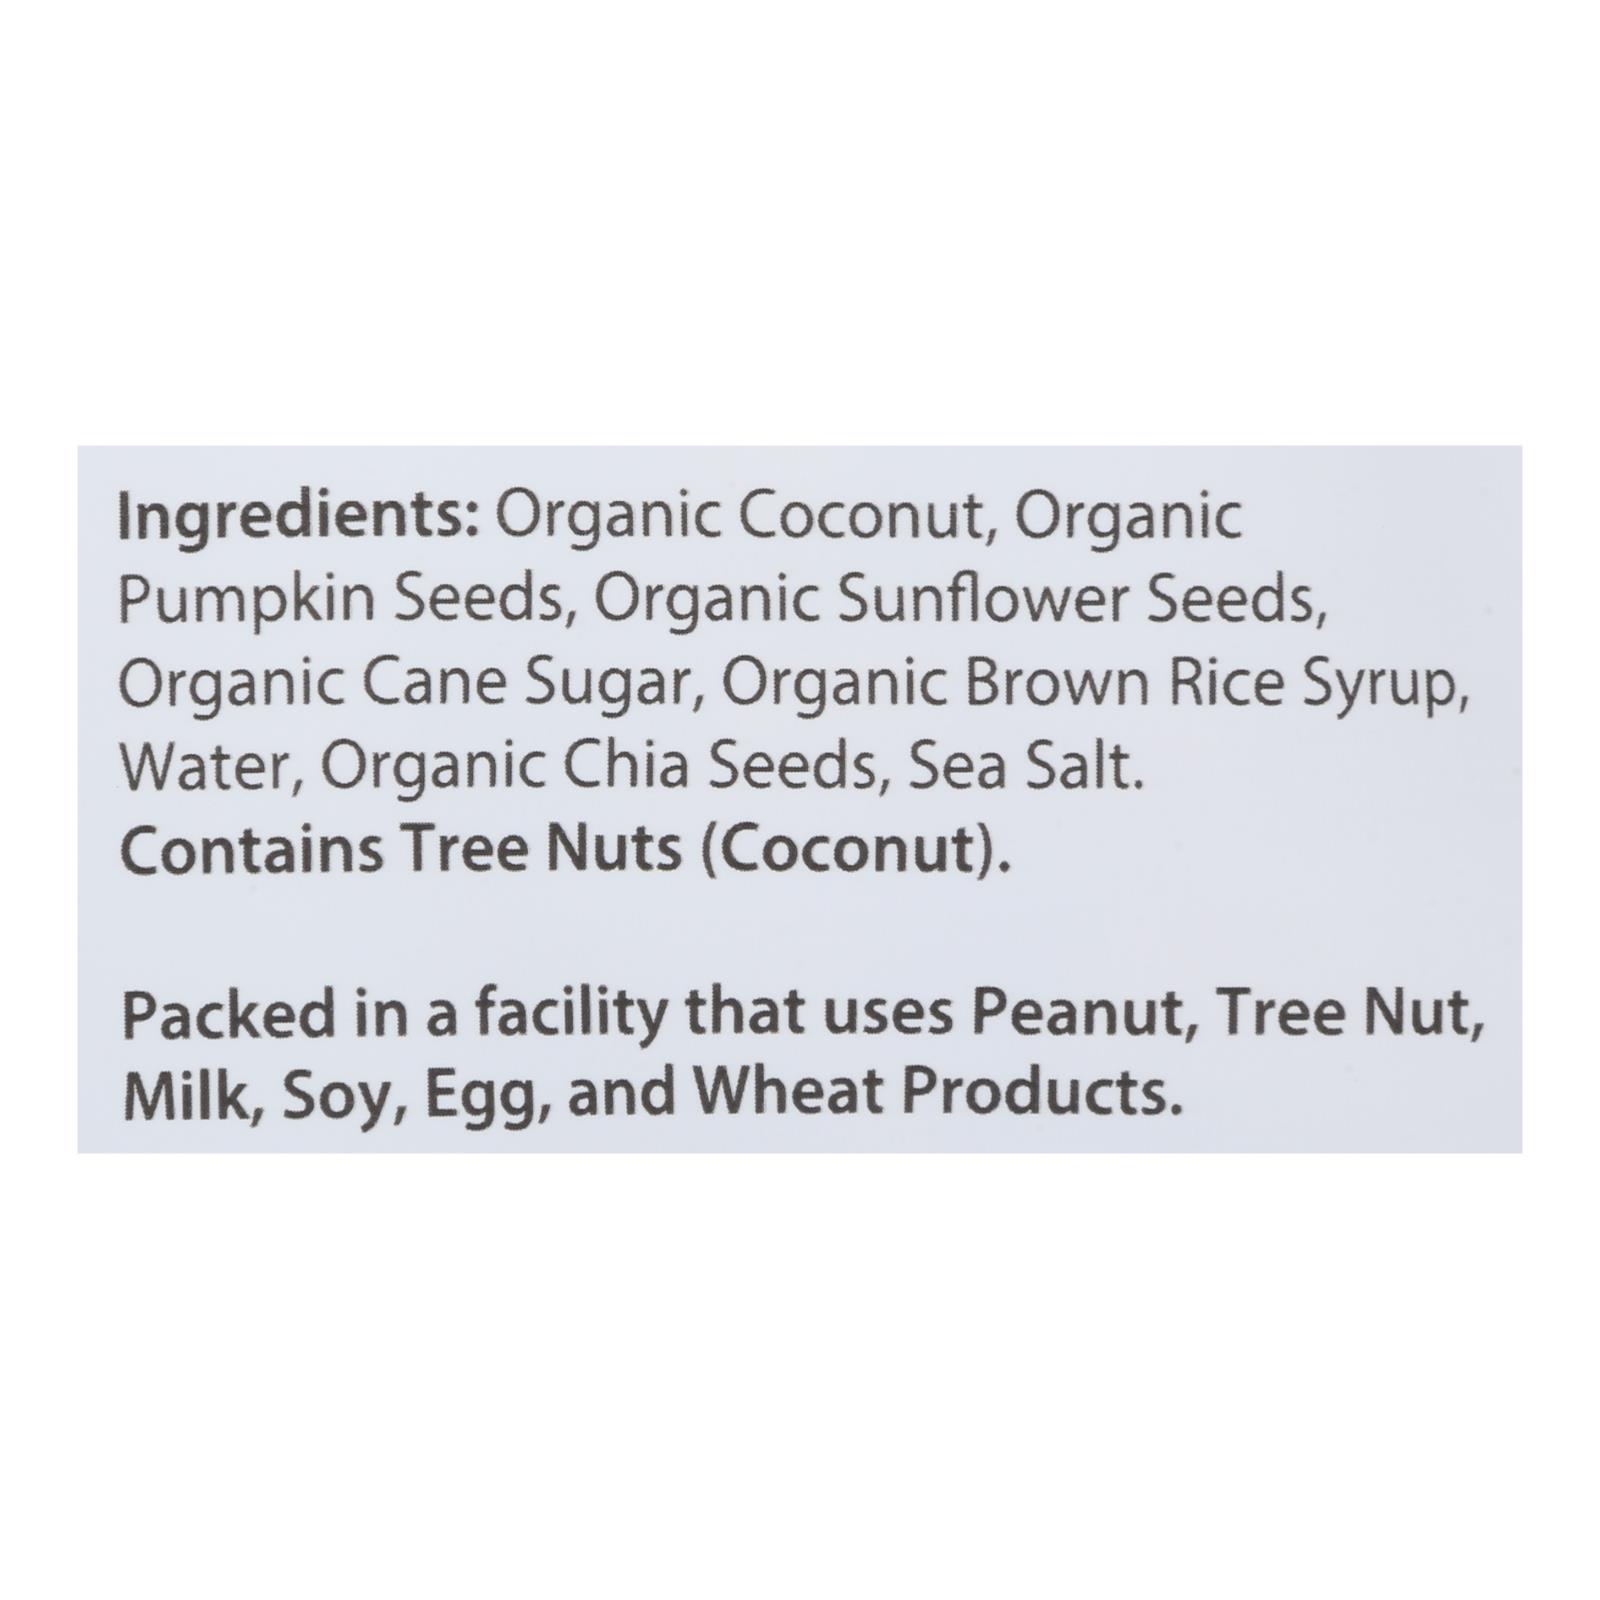 Ingredients: Organic Coconut, Organic
Pumpkin Seeds, Organic Sunflower Seeds,
Organic Cane Sugar, Organic Brown Rice Syrup,
Water, Organic Chia Seeds, Sea Salt.
Contains Tree Nuts (Coconut).
Packed in a facility that uses Peanut, Tree Nut,
Milk, Soy, Egg, and Wheat Products.